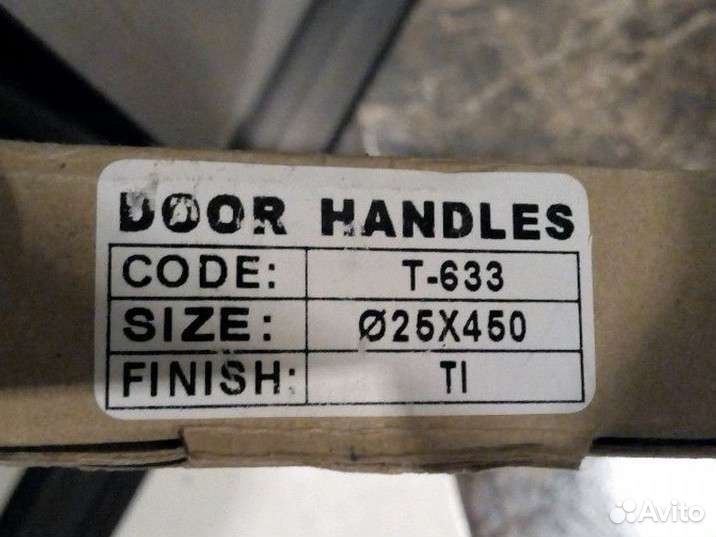 DOOR HANDLES
CODE: T-633
SIZE: Ø25X450
FINISH: TI
Avito